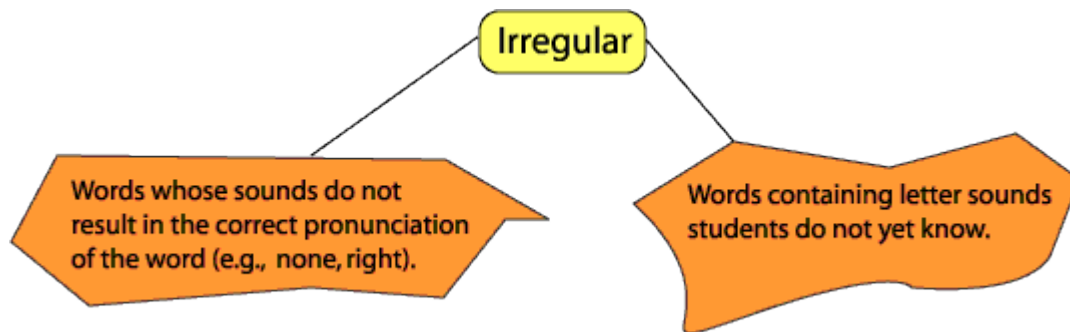 Irregular
Words whose sounds do not
result in the correct pronunciation
of the word (e.g., none, right).
Words containing letter sounds
students do not yet know.